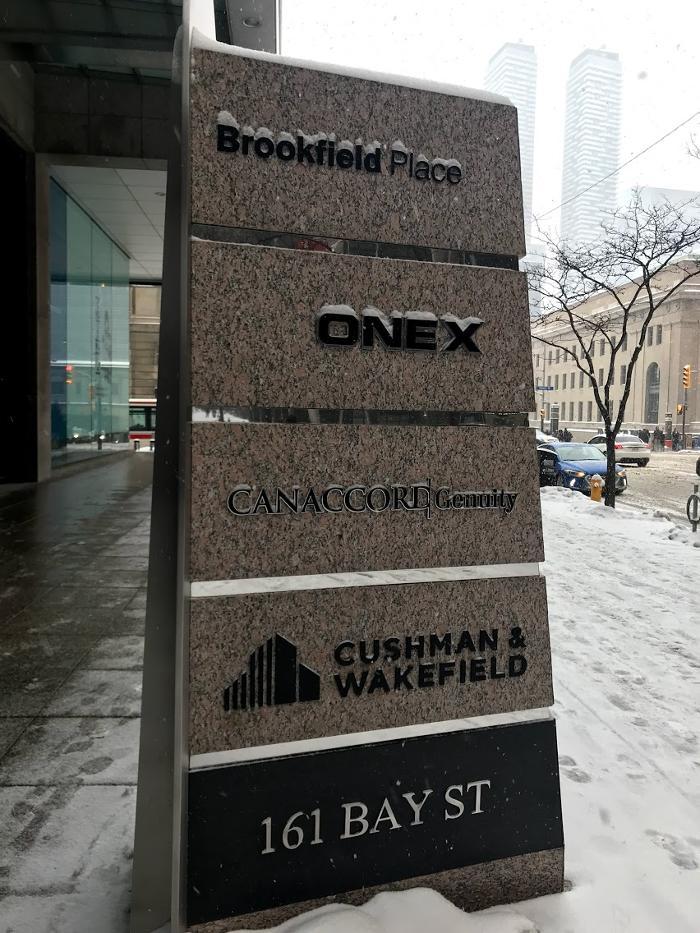 Brookfield Place
ONEX
CANACCORD Genuity
CUSHMAN &
WAKEFIELD
161 BAY ST